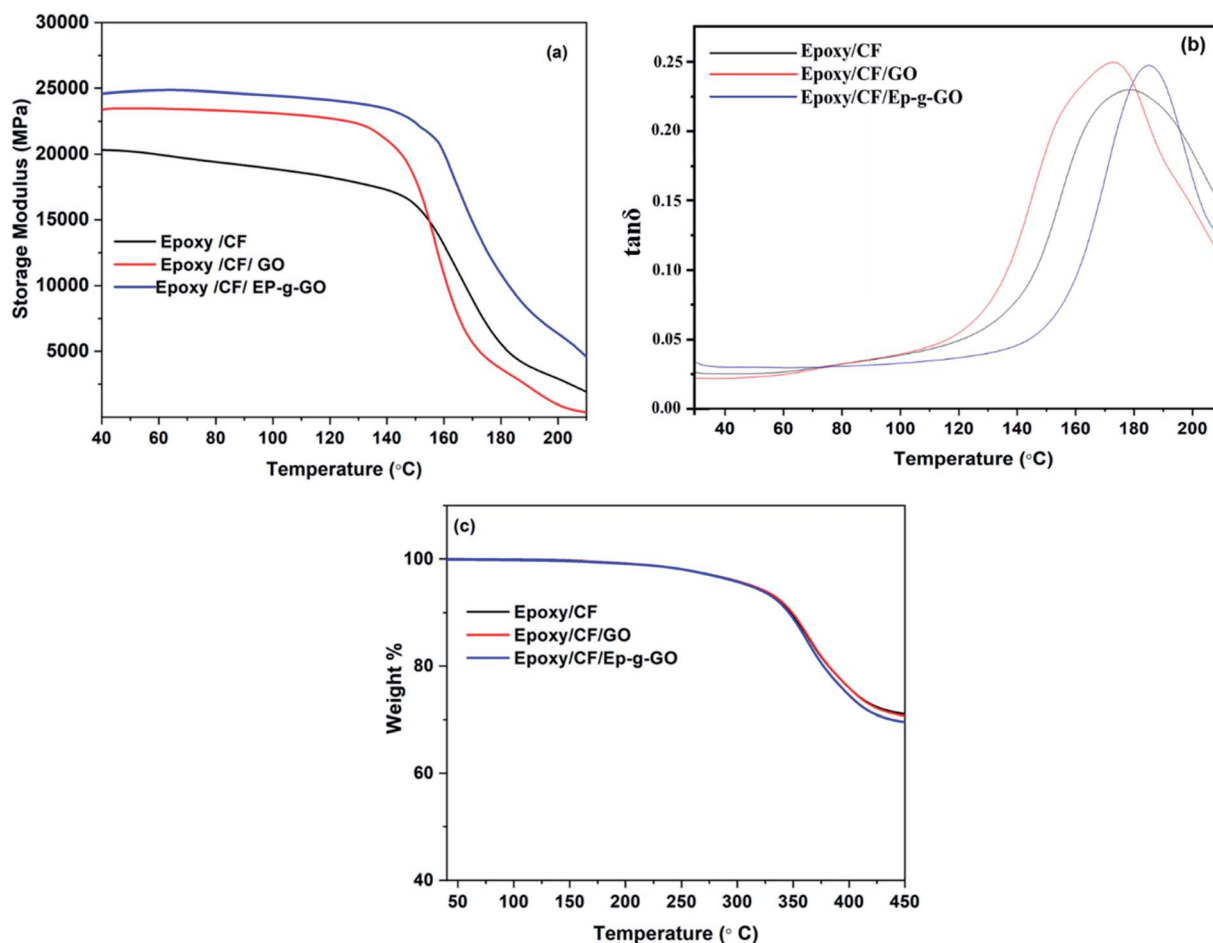 (a)
30000
25000
20000
15000
10000
5000
Storage Modulus (MPa)
Epoxy /CF
Epoxy /CF/ GO
Epoxy /CF/ EP-g-GO
40 60 80 100 120 140 160 180 200
Temperature (°C)
(b)
0.25
0.20
0.15
0.10
0.05
0.00
tanδ
Epoxy/CF
Epoxy/CF/GO
Epoxy/CF/Ep-g-GO
40 60 80 100 120 140 160 180 200
Temperature (°C)
(c)
100
80
60
40
Weight %
Epoxy/CF
Epoxy/CF/GO
Epoxy/CF/Ep-g-GO
50 100 150 200 250 300 350 400 450
Temperature (° C)